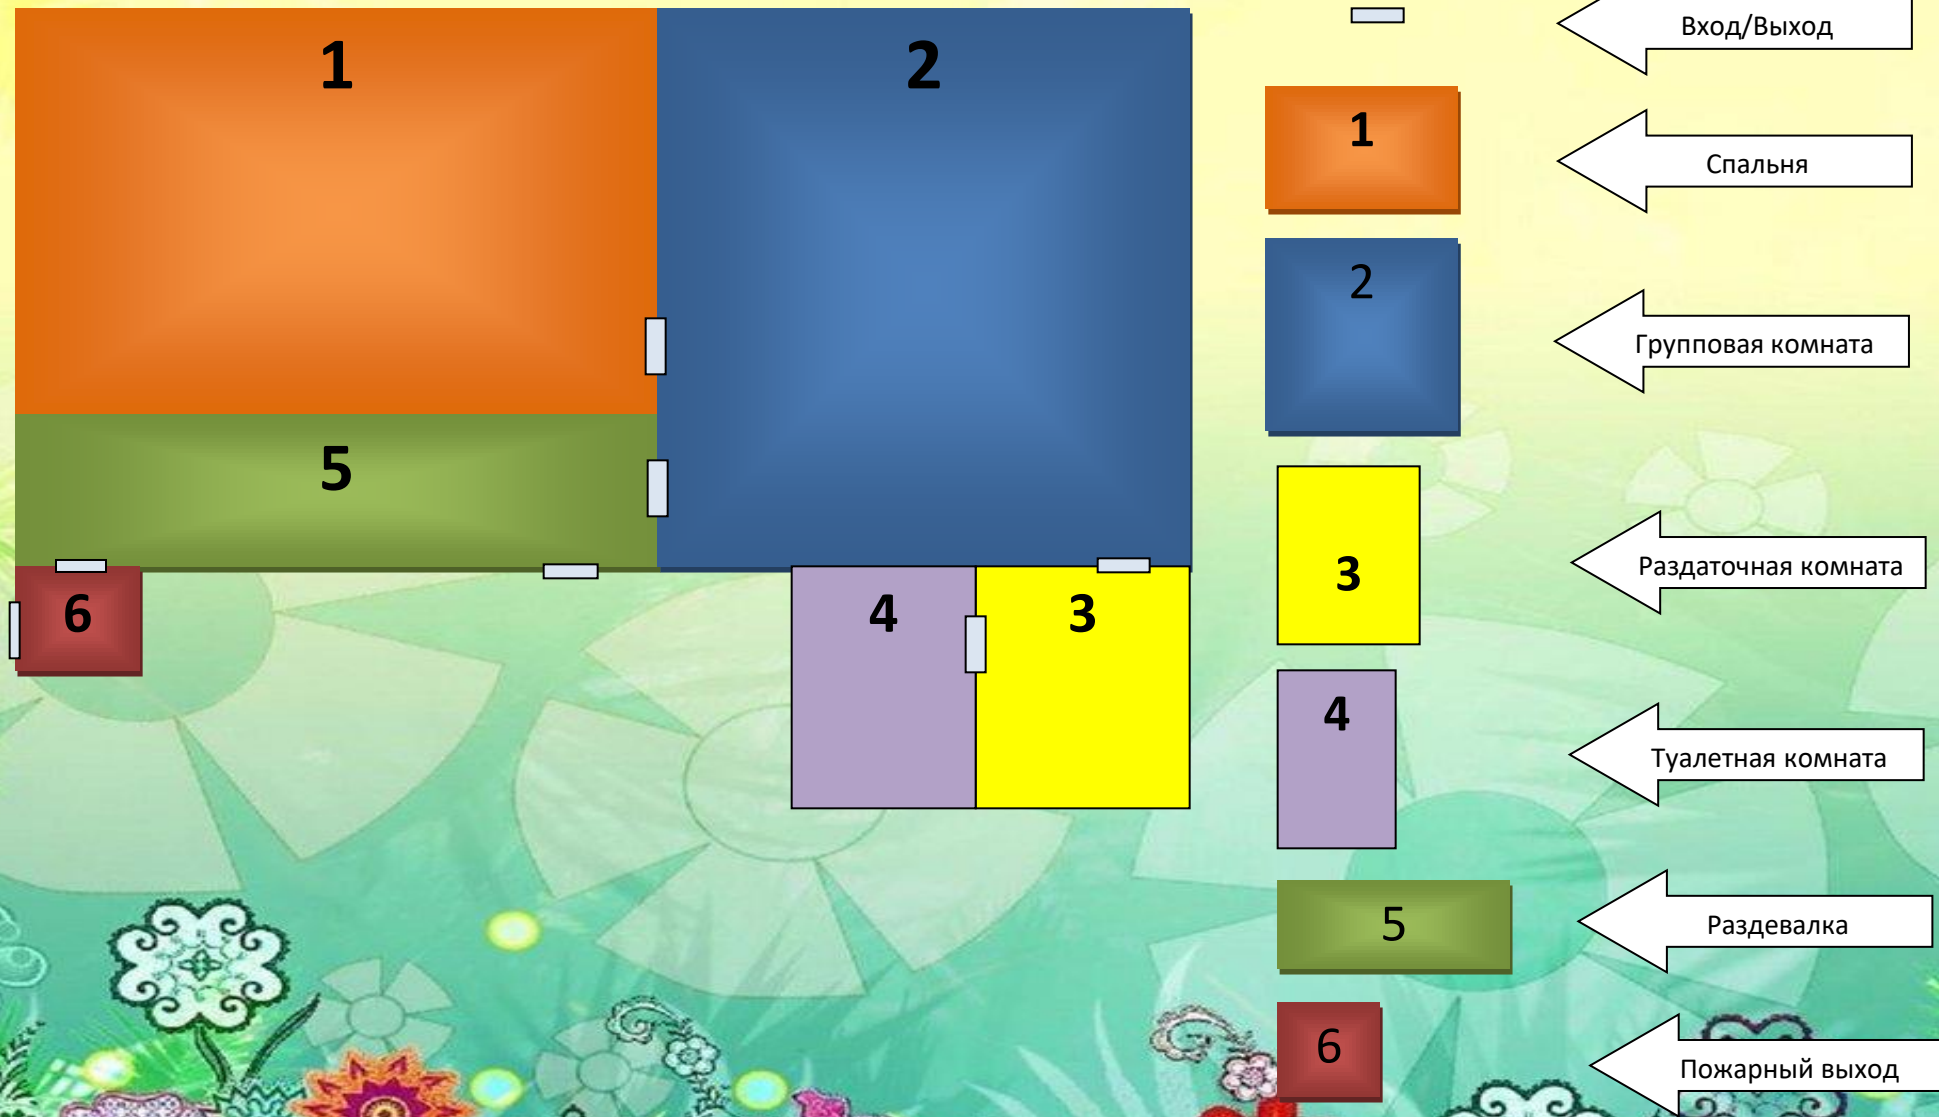 1
2
5
6
4
3
Вход/Выход
1
Спальня
2
Групповая комната
3
Раздаточная комната
4
Туалетная комната
5
Раздевалка
6
Пожарный выход